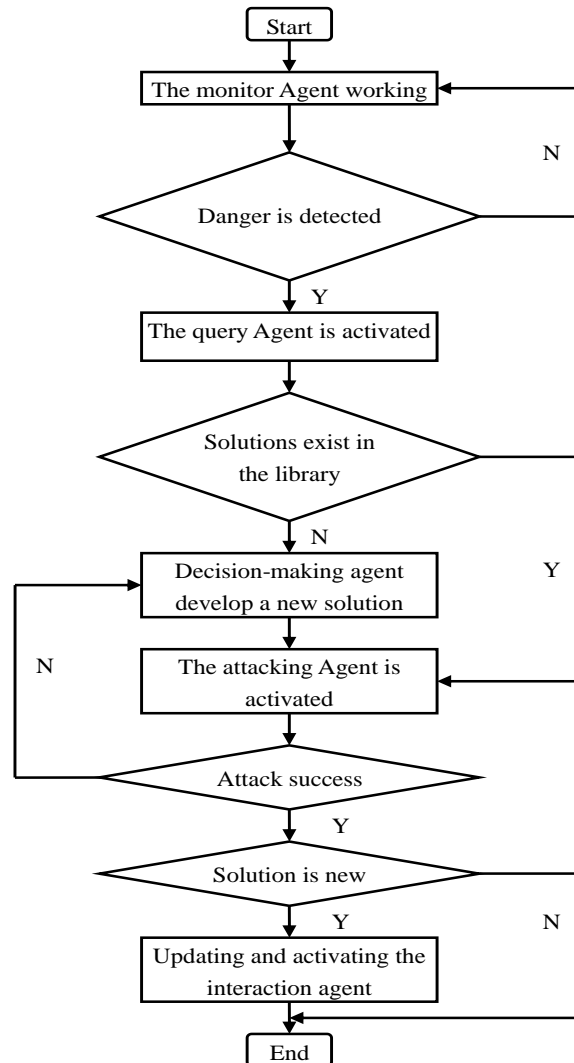 Start
The monitor Agent working
N
Danger is detected
Y
The query Agent is activated
Solutions exist in
the library
N
Decision-making agent
develop a new solution
Y
N
The attacking Agent is
activated
Attack success
Y
Solution is new
Y
N
Updating and activating the
interaction agent
End